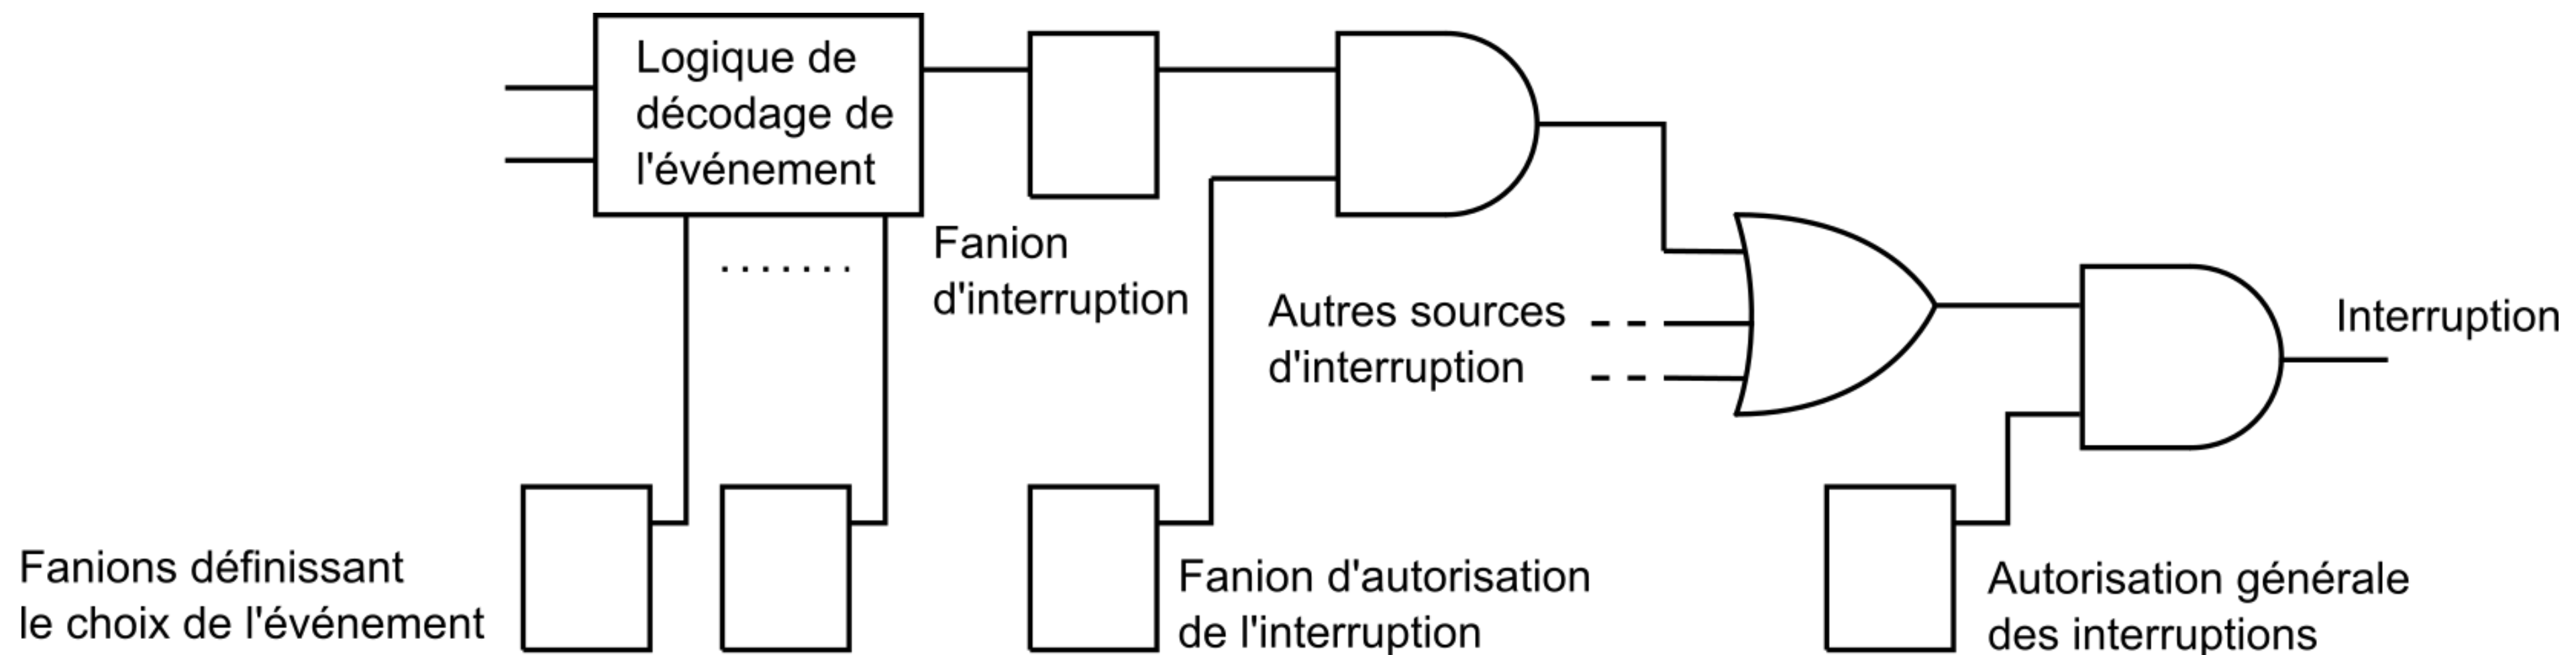 Logique de
décodage de
l'événement
Fanion
d'interruption
Autres sources
d'interruption
Interruption
Fanions définissant
le choix de l'événement
Fanion d'autorisation
de l'interruption
Autorisation générale
des interruptions